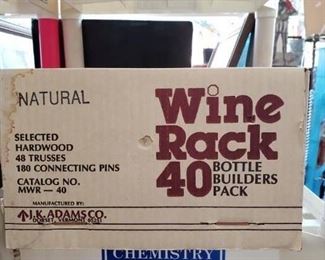 NATURAL
SELECTED
HARDWOOD
48 TRUSSES
180 CONNECTING PINS
CATALOG NO.
MWR — 40
MANUFACTURED BY:
J.K. ADAMS CO.
DORSET, VERMONT 05251
Wine
Rack
40 BOTTLE
BUILDERS
PACK
CHEMISTRY